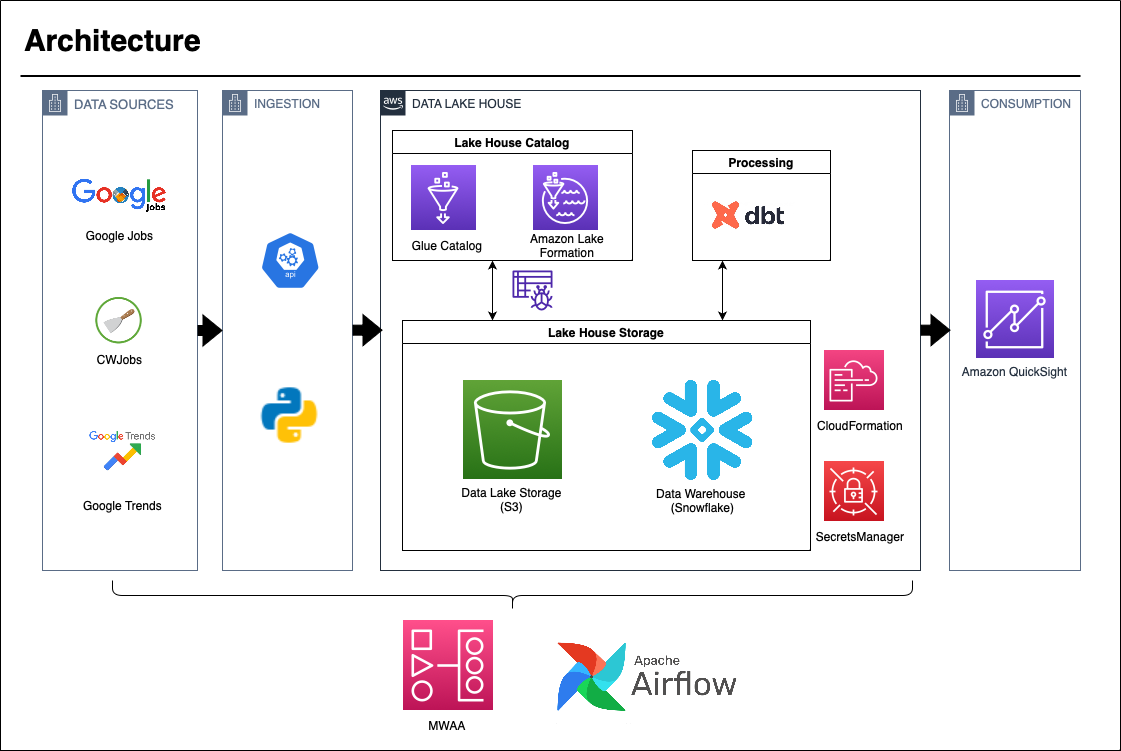 Architecture
DATA SOURCES
Google
Jobs
Google Jobs
CWJobs
Google Trends
Google Trends
INGESTION
api
aws
DATA LAKE HOUSE
Lake House Catalog
Glue Catalog
Amazon Lake
Formation
Processing
dbt
Lake House Storage
Data Lake Storage
(S3)
Data Warehouse
(Snowflake)
CloudFormation
SecretsManager
CONSUMPTION
Amazon QuickSight
MWAA
Apache
Airflow